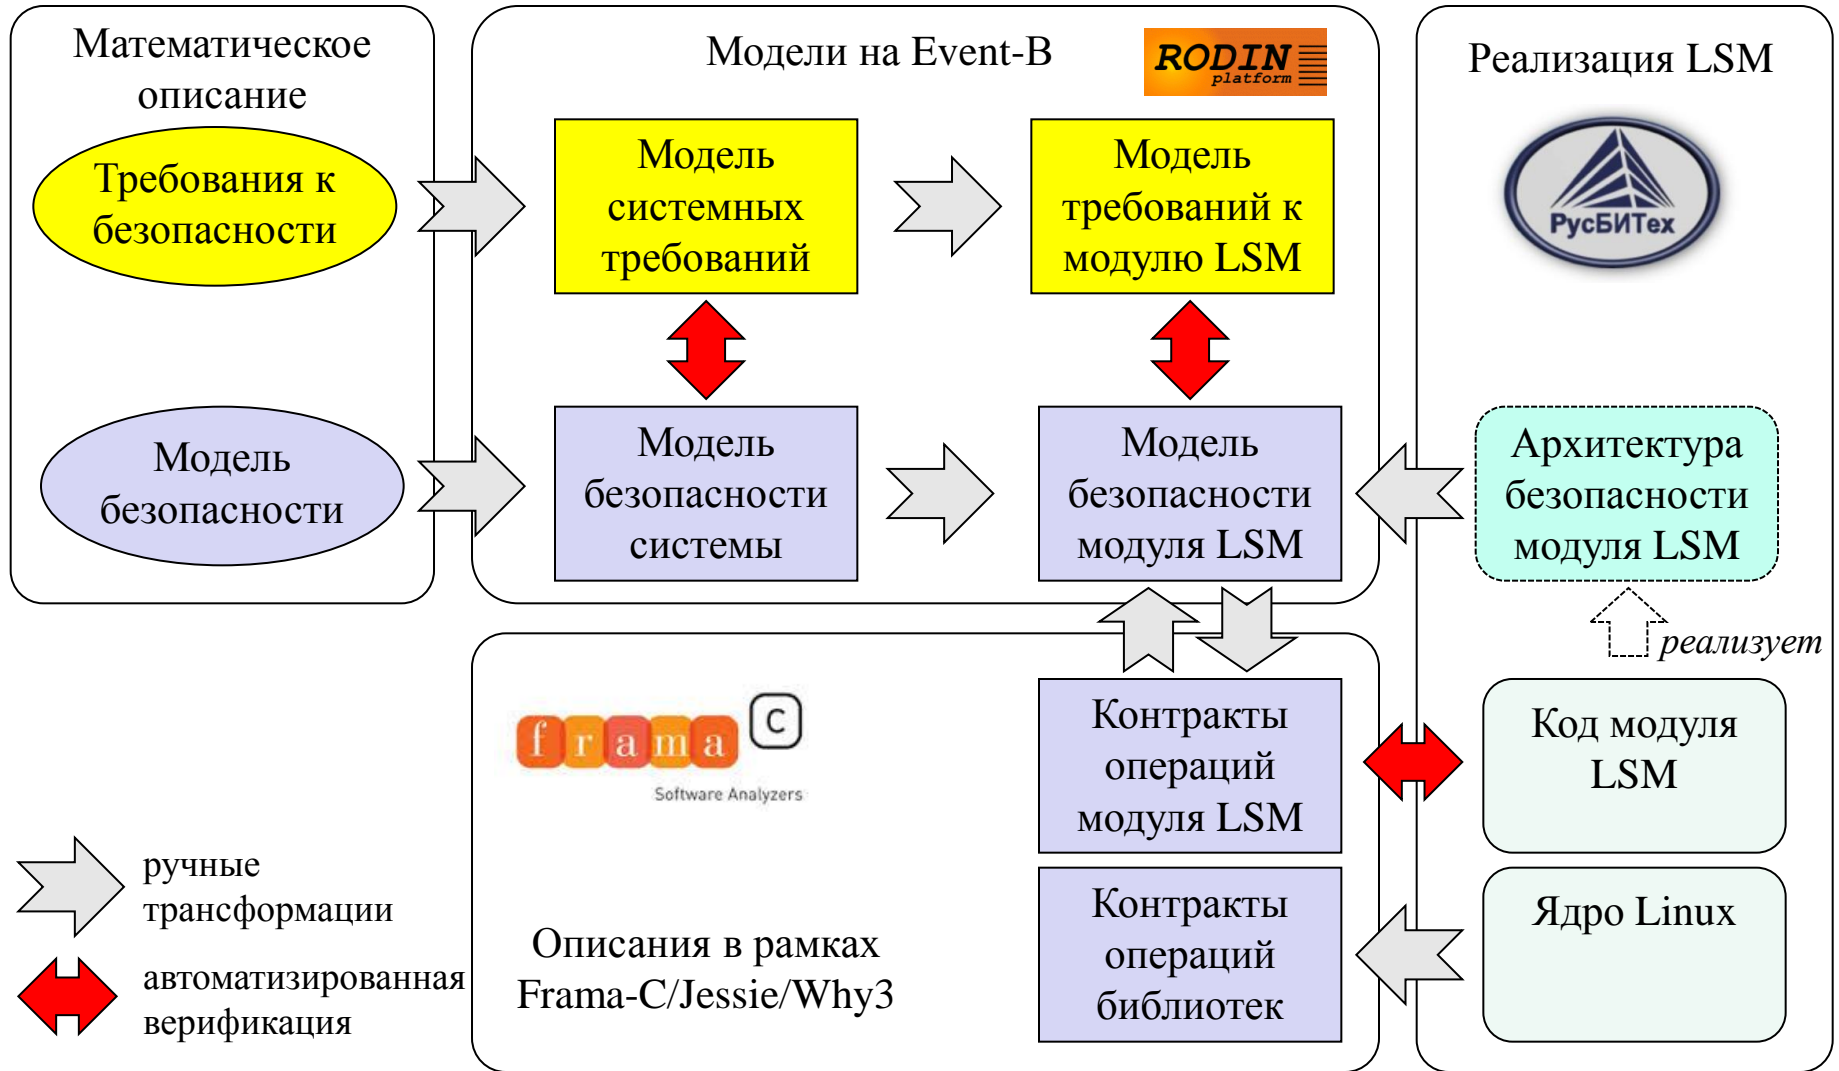 Математическое
описание
Требования к
безопасности
Модель
безопасности
Модели на Event-B
RODIN
platform
Модель
системных
требований
Модель
требований к
модулю LSM
Модель
безопасности
системы
Модель
безопасности
модуля LSM
Реализация LSM
РусБИТех
Архитектура
безопасности
модуля LSM
реализует
Код модуля
LSM
Ядро Linux
frama C
Software Analyzers
Контракты
операций
модуля LSM
Контракты
операций
библиотек
Описания в рамках
Frama-C/Jessie/Why3
ручные
трансформации
автоматизированная
верификация